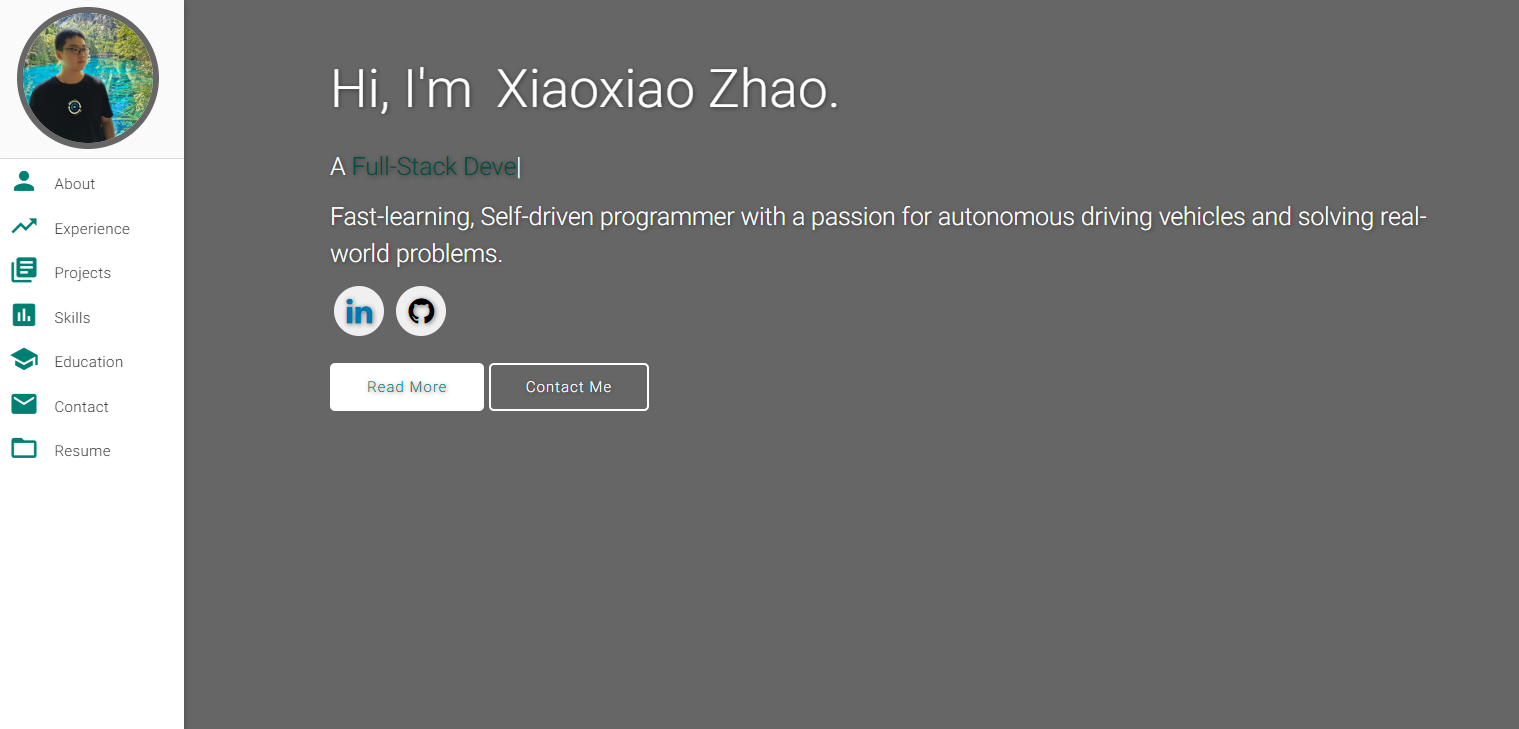 About
Experience
Projects
Skills
Education
Contact
Resume
Hi, I'm Xiaoxiao Zhao.
A Full-Stack Deve|
Fast-learning, Self-driven programmer with a passion for autonomous driving vehicles and solving real-
world problems.
in
Read More
Contact Me